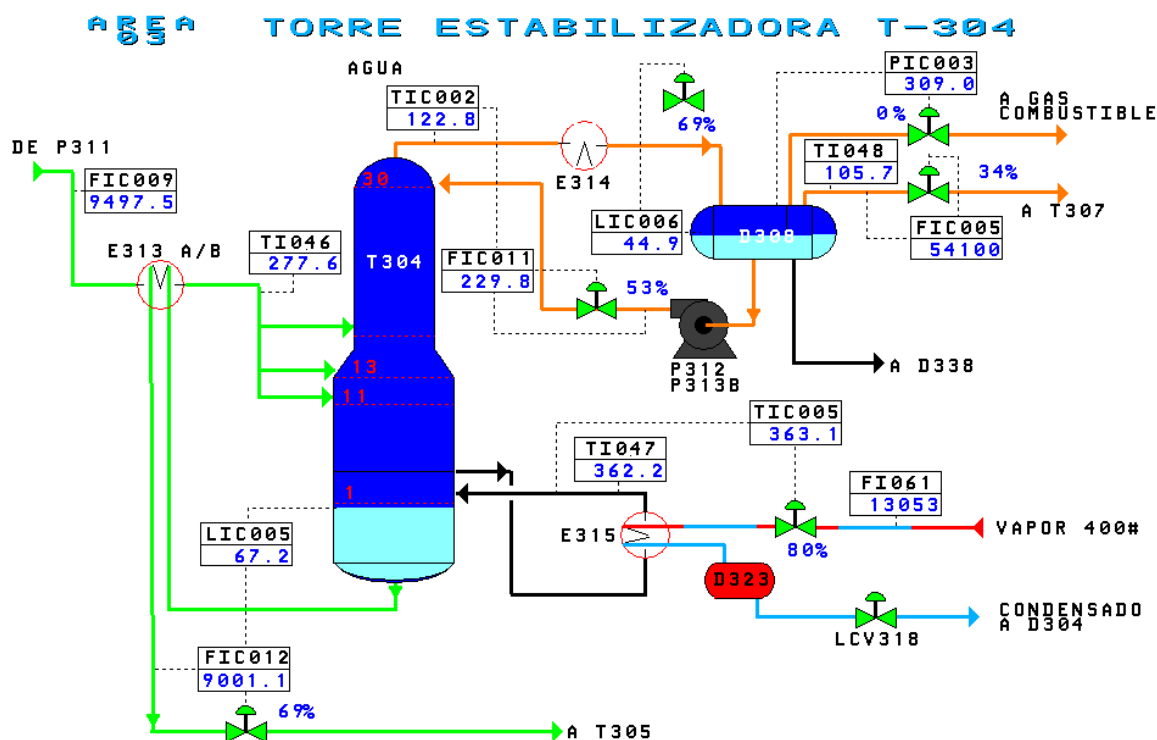 AREA 03 TORRE ESTABILIZADORA T-304
AGUA
PIC003
309.0
TIC002
122.8
69%
0%
A GAS
COMBUSTIBLE
DE P311
FIC009
9497.5
E314
TI048
105.7
34%
30
A T307
E313 A/B
TI046
277.6
LIC006
44.9
D308
FIC005
54100
T304
FIC011
229.8
53%
P312
P313B
A D338
13
11
TIC005
363.1
TI047
362.2
FI061
13053
1
LIC005
67.2
E315
80%
VAPOR 400#
D323
LCV318
CONDENSADO
A D304
FIC012
9001.1
69%
A T305